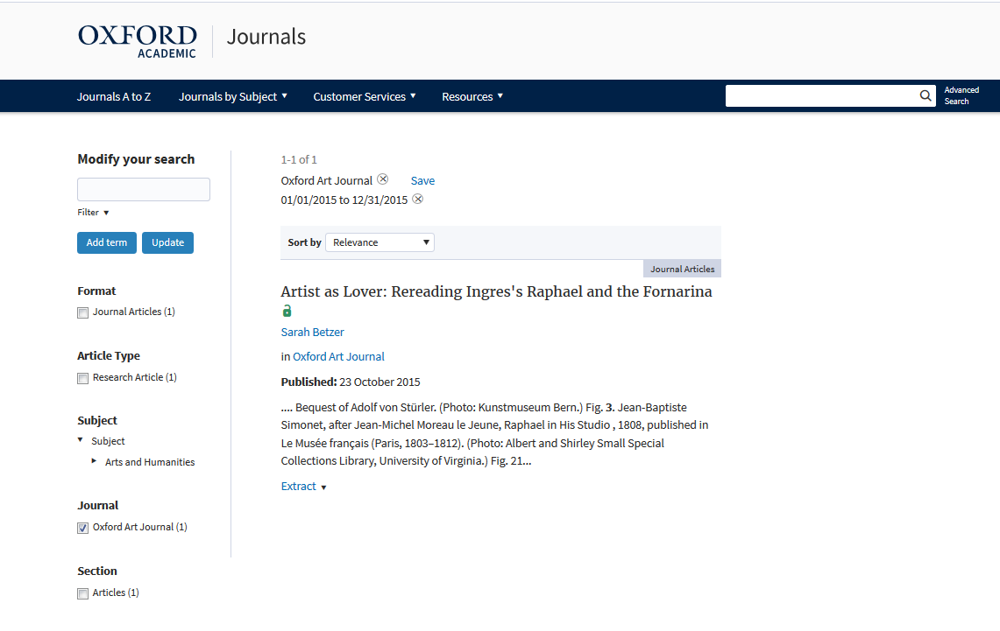 OXFORD
ACADEMIC
Journals
Journals A to Z
Journals by Subject ▼
Customer Services ▼
Resources ▼
Advanced
Search
Modify your search
Filter ▼
Add term
Update
Format
Journal Articles (1)
Article Type
Research Article (1)
Subject
Subject
Arts and Humanities
Journal
Oxford Art Journal (1)
Section
Articles (1)
1-1 of 1
Oxford Art Journal
Save
01/01/2015 to 12/31/2015
Sort by
Relevance
Journal Articles
Artist as Lover: Rereading Ingres's Raphael and the Fornarina
Sarah Betzer
in Oxford Art Journal
Published: 23 October 2015
.... Bequest of Adolf von Stürler. (Photo: Kunstmuseum Bern.) Fig. 3. Jean-Baptiste
Simonet, after Jean-Michel Moreau le Jeune, Raphael in His Studio , 1808, published in
Le Musée français (Paris, 1803–1812). (Photo: Albert and Shirley Small Special
Collections Library, University of Virginia.) Fig. 21...
Extract ▼